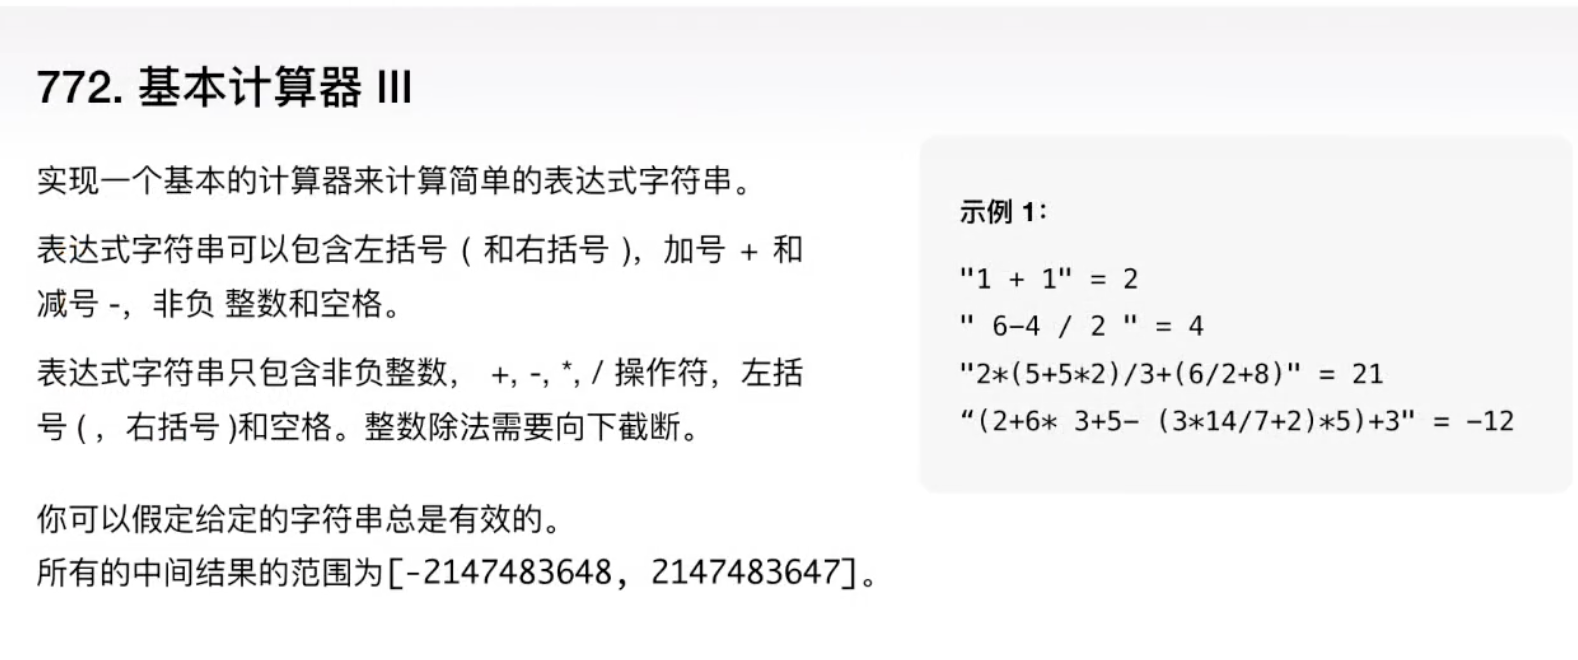 772. 基本计算器 III
实现一个基本的计算器来计算简单的表达式字符串。
表达式字符串可以包含左括号 ( 和右括号 )，加号 + 和
减号 -，非负 整数和空格。
表达式字符串只包含非负整数， +, -, *, / 操作符，左括
号 ( ，右括号 )和空格。整数除法需要向下截断。
你可以假定给定的字符串总是有效的。
所有的中间结果的范围为[-2147483648, 2147483647]。
示例 1：
"1 + 1" = 2
" 6-4 / 2 " = 4
"2*(5+5*2)/3+(6/2+8)" = 21
“(2+6* 3+5- (3*14/7+2)*5)+3" = -12